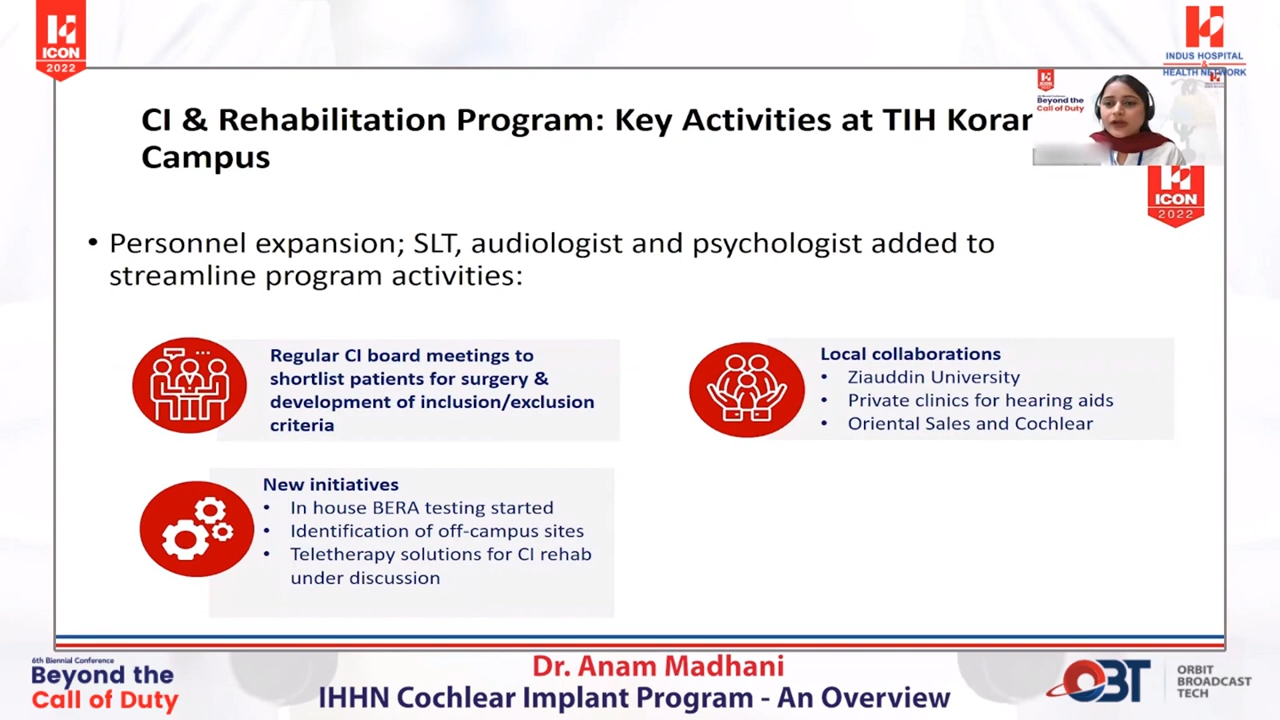 ICON
2022
INDUS HOSPITAL
&
HEALTH NETWORK
Beyond the
Call of Duty
CI & Rehabilitation Program: Key Activities at TIH
Campus
ICON
2022
• Personnel expansion; SLT, audiologist and psychologist added to
streamline program activities:
Regular CI board meetings to
shortlist patients for surgery &
development of inclusion/exclusion
criteria
Local collaborations
• Ziauddin University
• Private clinics for hearing aids
• Oriental Sales and Cochlear
New initiatives
• In house BERA testing started
• Identification of off-campus sites
• Teletherapy solutions for CI rehab
under discussion
6th Biennial Conference
Beyond the
Call of Duty
Dr. Anam Madhani
IHHN Cochlear Implant Program - An Overview
OBT
ORBIT
BROADCAST
TECH